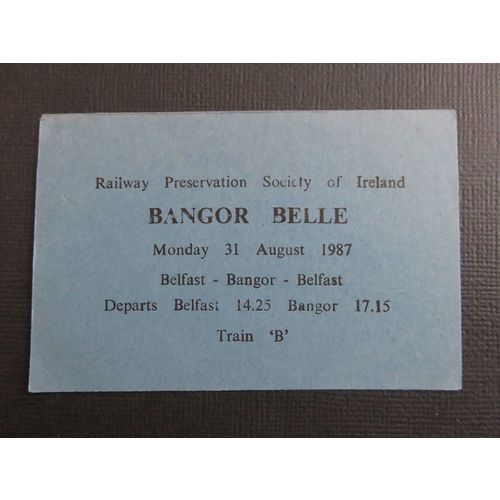 Railway Preservation Society of Ireland
BANGOR BELLE
Monday 31 August 1987
Belfast - Bangor - Belfast
Departs Belfast 14.25 Bangor 17.15
Train ‘B’